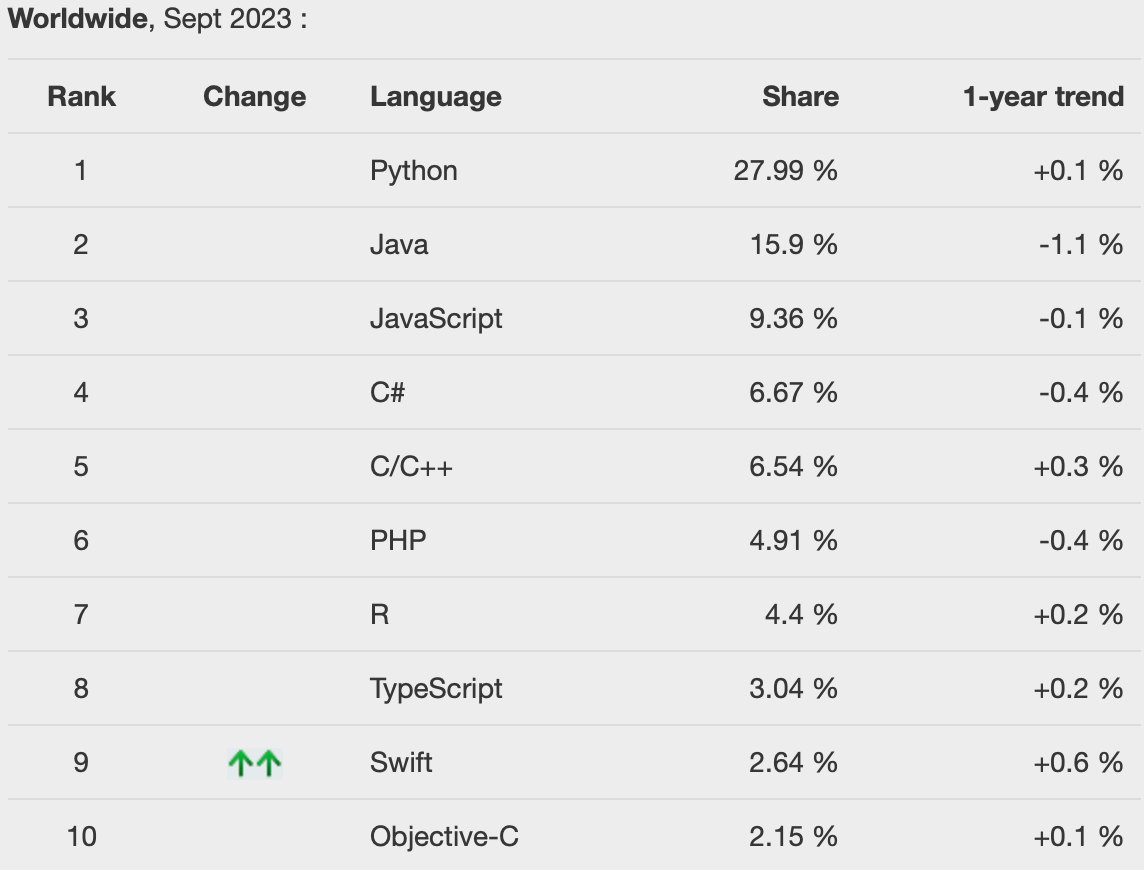 Worldwide, Sept 2023 :
Rank Change Language Share 1-year trend
1 Python 27.99 % +0.1 %
2 Java 15.9 % -1.1 %
3 JavaScript 9.36 % -0.1 %
4 C# 6.67 % -0.4 %
5 C/C++ 6.54 % +0.3 %
6 PHP 4.91 % -0.4 %
7 R 4.4 % +0.2 %
8 TypeScript 3.04 % +0.2 %
9 ↑↑ Swift 2.64 % +0.6 %
10 Objective-C 2.15 % +0.1 %